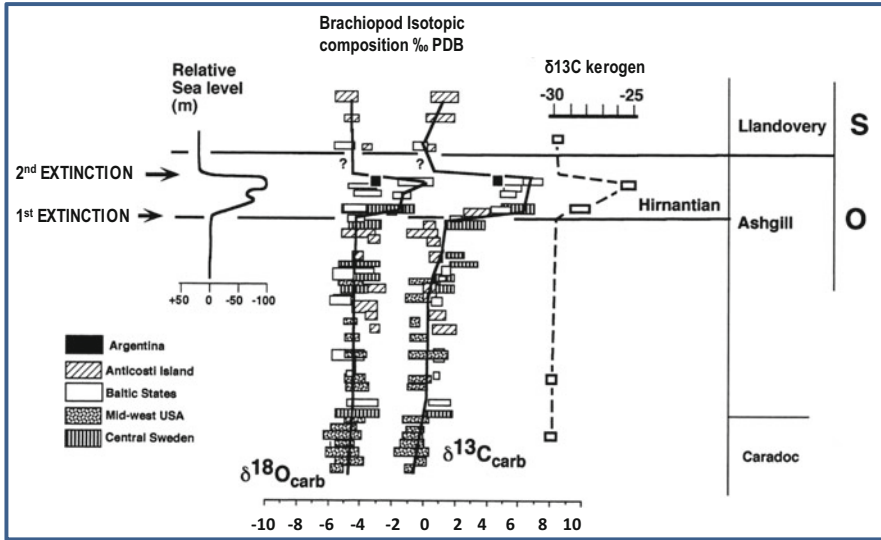 Brachiopod Isotopic
composition ‰ PDB
Relative
Sea level
(m)
δ13C kerogen
-30 -25
Llandovery
S
2nd EXTINCTION
? ?
Hirnantian
1st EXTINCTION
Ashgill
O
+50 0 -50 -100
Argentina
Anticosti Island
Baltic States
Mid-west USA
Central Sweden
δ18Ocarb
δ13Ccarb
Caradoc
-10 -8 -6 -4 -2 0 2 4 6 8 10